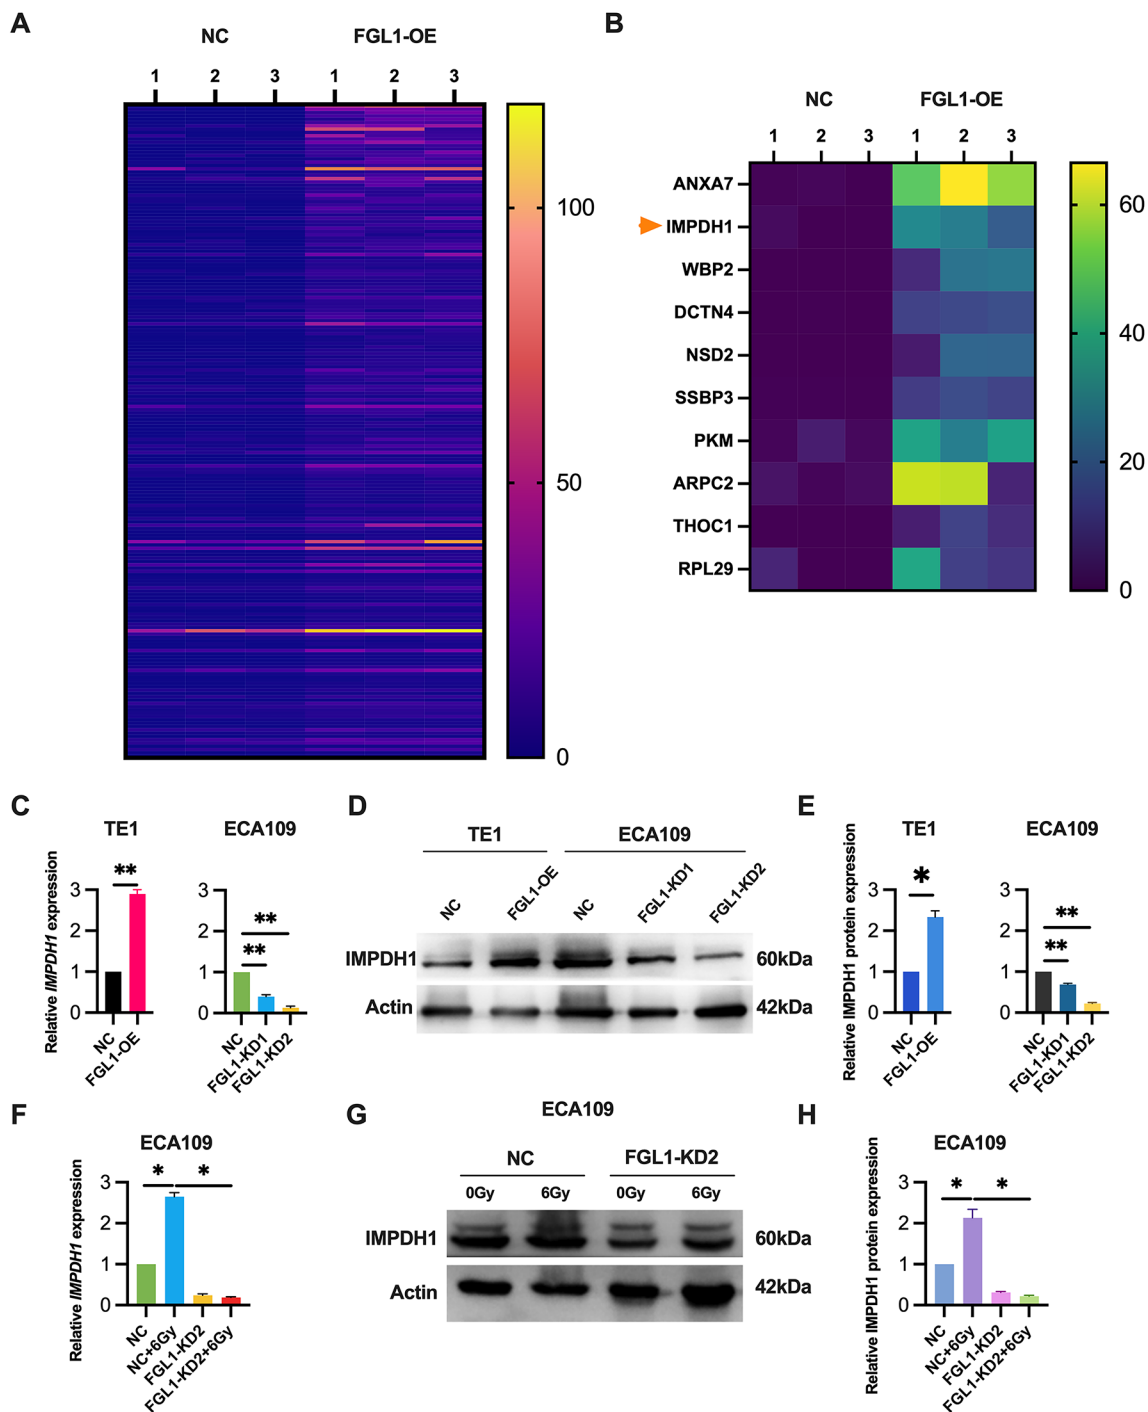 A
NC FGL1-OE
1 2 3 1 2 3
100
50
0
B
NC FGL1-OE
1 2 3 1 2 3
ANXA7
IMPDH1
WBP2
DCTN4
NSD2
SSBP3
PKM
ARPC2
THOC1
RPL29
60
40
20
0
C
TE1
Relative IMPDH1 expression
3
2
1
0
**
NC
FGL1-OE
ECA109
3
2
1
0
**
**
NC
FGL1-KD1
FGL1-KD2
D
TE1 ECA109
NC FGL1-OE NC FGL1-KD1 FGL1-KD2
IMPDH1 60kDa
Actin 42kDa
E
TE1
Relative IMPDH1 protein expression
3
2
1
0
*
NC
FGL1-OE
ECA109
3
2
1
0
**
**
NC
FGL1-KD1
FGL1-KD2
F
ECA109
Relative IMPDH1 expression
3
2
1
0
* *
NC
NC+6Gy
FGL1-KD2
FGL1-KD2+6Gy
G
ECA109
NC FGL1-KD2
0Gy 6Gy 0Gy 6Gy
IMPDH1 60kDa
Actin 42kDa
H
ECA109
Relative IMPDH1 protein expression
3
2
1
0
* *
NC
NC+6Gy
FGL1-KD2
FGL1-KD2+6Gy